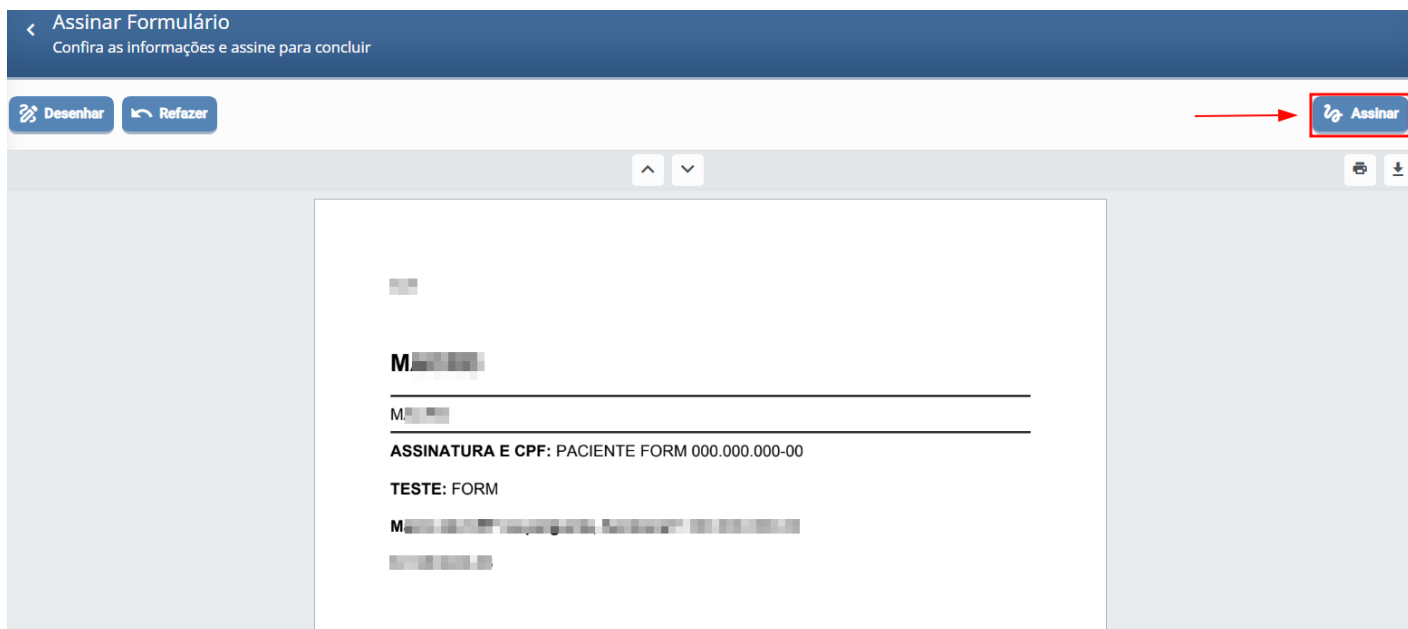 Assinar Formulário
Confira as informações e assine para concluir
Desenhar
Refazer
Assinar
ASSINATURA E CPF: PACIENTE FORM 000.000.000-00
TESTE: FORM